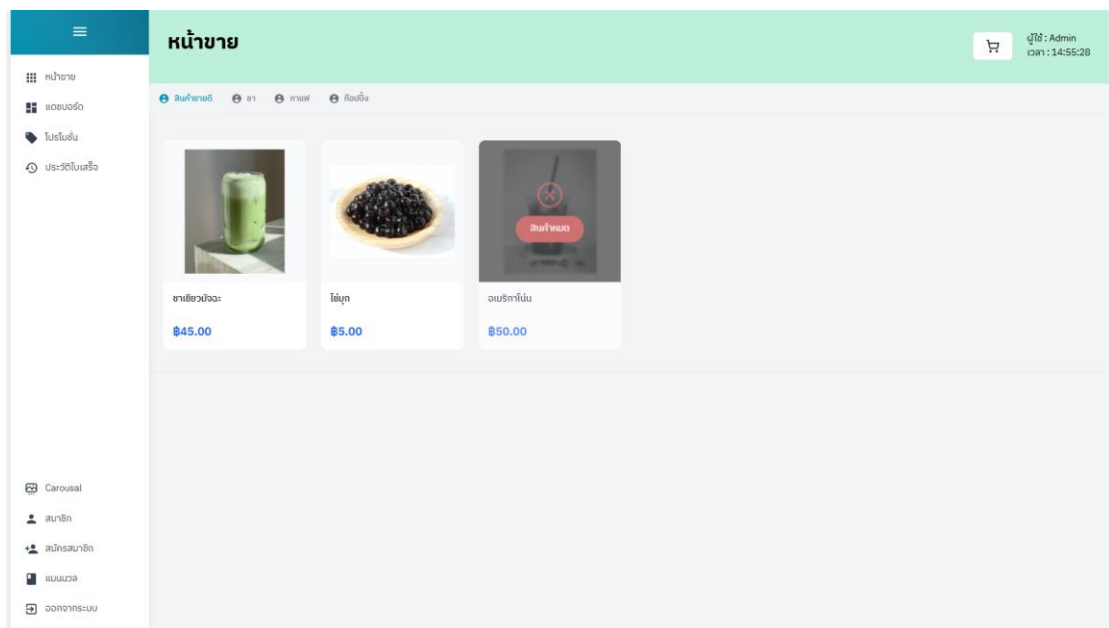 หน้าขาย
ผู้ใช้ : Admin
เวลา : 14:55:28
หน้าขาย
แดชบอร์ด
โปรโมชั่น
ประวัติใบเสร็จ
สินค้าขายดี ชา กาแฟ ท็อปปิ้ง
สินค้าหมด
ชาเขียวมัจฉะ ไข่มุก อเมริกาโน่น
฿45.00 ฿5.00 ฿50.00
Carousal
สมาชิก
สมัครสมาชิก
แมนนวล
ออกจากระบบ